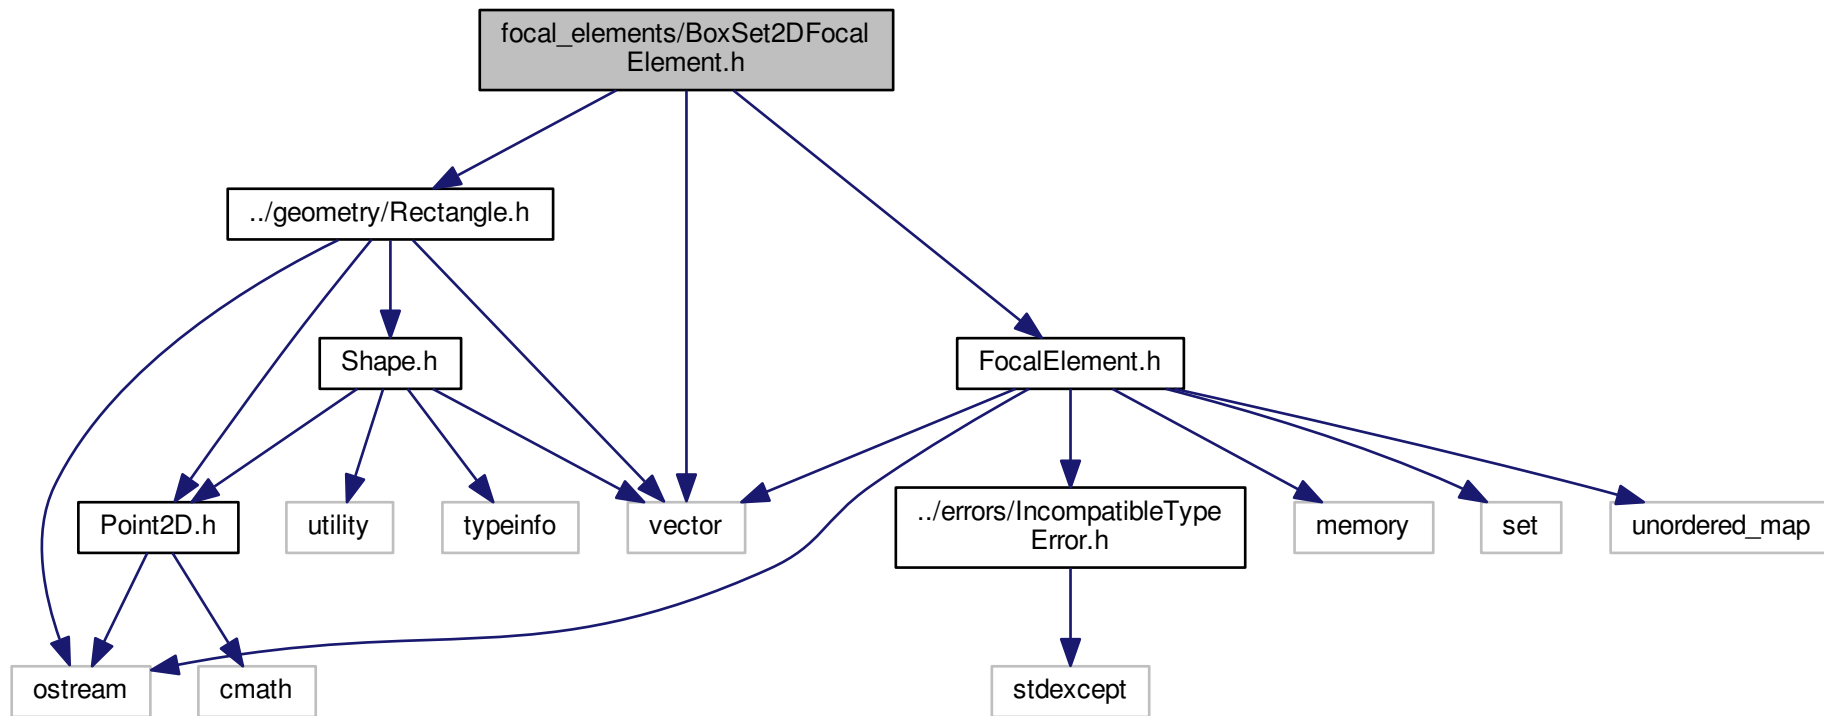 focal_elements/BoxSet2DFocal
Element.h
../geometry/Rectangle.h
Shape.h
FocalElement.h
Point2D.h
utility
typeinfo
vector
../errors/IncompatibleType
Error.h
memory
set
unordered_map
ostream
cmath
stdexcept